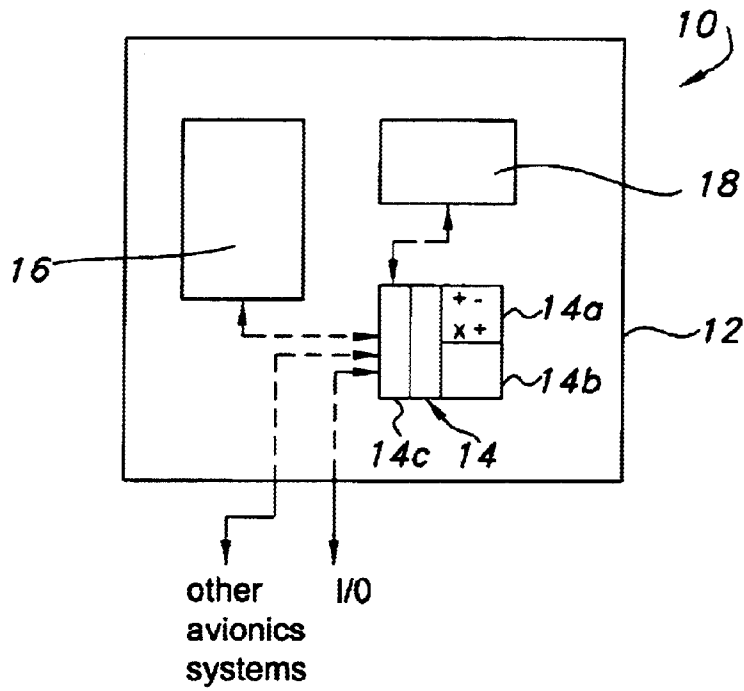 10
18
16
+ -
x +
14a
12
14b
14c
14
other
avionics
systems
I/0